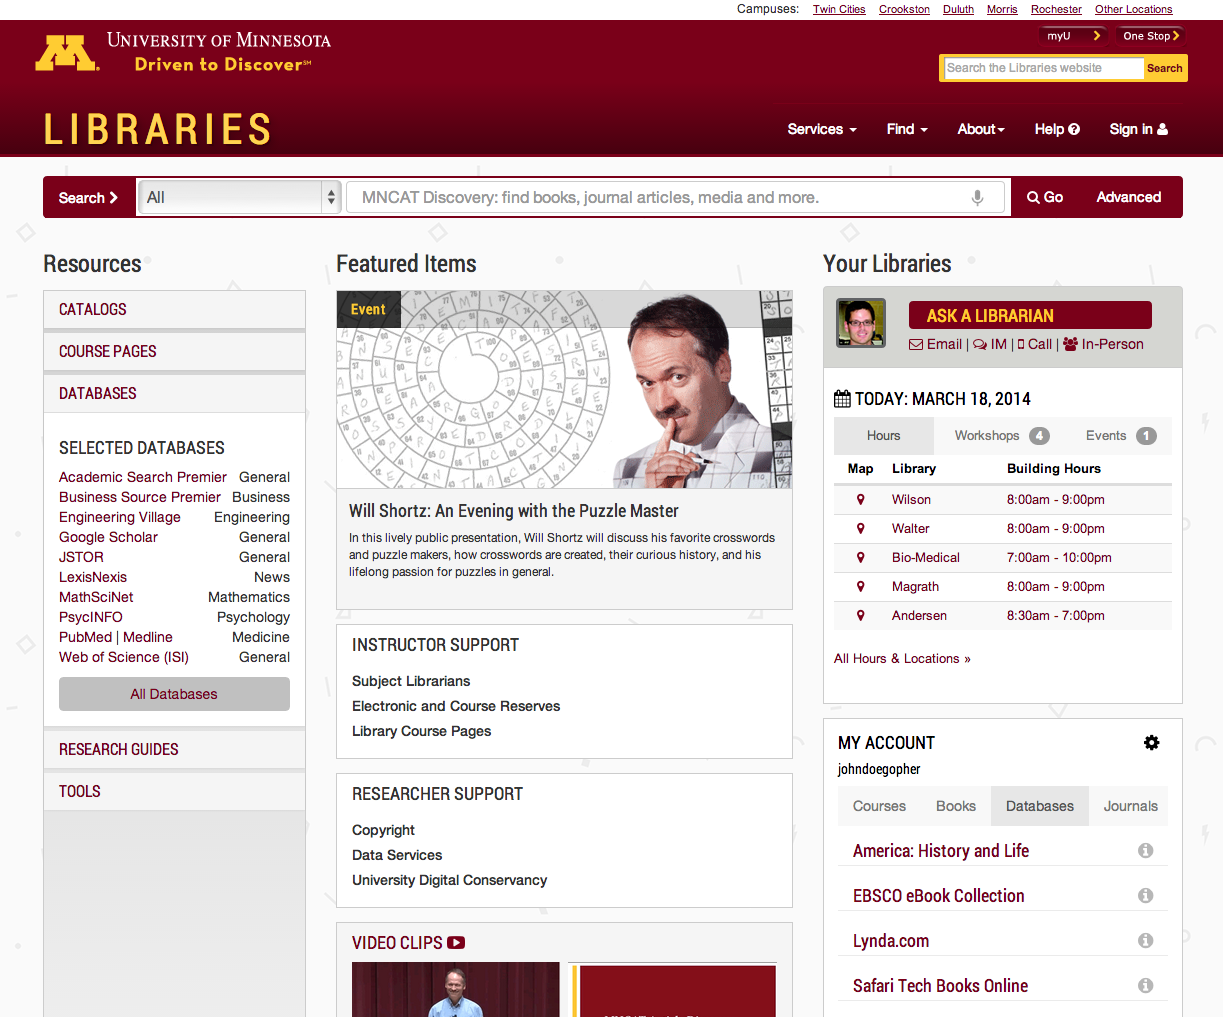 Campuses: Twin Cities Crookston Duluth Morris Rochester Other Locations
UNIVERSITY OF MINNESOTA
Driven to Discover℠
myU
One Stop
Search the Libraries website
Search
LIBRARIES
Services
Find
About
Help
Sign in
Search
All
MNCAT Discovery: find books, journal articles, media and more.
Go
Advanced
Resources
CATALOGS
COURSE PAGES
DATABASES
SELECTED DATABASES
Academic Search Premier General
Business Source Premier Business
Engineering Village Engineering
Google Scholar General
JSTOR General
LexisNexis News
MathSciNet Mathematics
PsycINFO Psychology
PubMed | Medline Medicine
Web of Science (ISI) General
All Databases
RESEARCH GUIDES
TOOLS
Featured Items
Event
Will Shortz: An Evening with the Puzzle Master
In this lively public presentation, Will Shortz will discuss his favorite crosswords
and puzzle makers, how crosswords are created, their curious history, and his
lifelong passion for puzzles in general.
INSTRUCTOR SUPPORT
Subject Librarians
Electronic and Course Reserves
Library Course Pages
RESEARCHER SUPPORT
Copyright
Data Services
University Digital Conservancy
VIDEO CLIPS
Your Libraries
ASK A LIBRARIAN
Email | IM | Call | In-Person
TODAY: MARCH 18, 2014
Hours Workshops 4 Events 1
Map Library Building Hours
Wilson 8:00am - 9:00pm
Walter 8:00am - 9:00pm
Bio-Medical 7:00am - 10:00pm
Magrath 8:00am - 9:00pm
Andersen 8:30am - 7:00pm
All Hours & Locations »
MY ACCOUNT
johndoegopher
Courses Books Databases Journals
America: History and Life
EBSCO eBook Collection
Lynda.com
Safari Tech Books Online